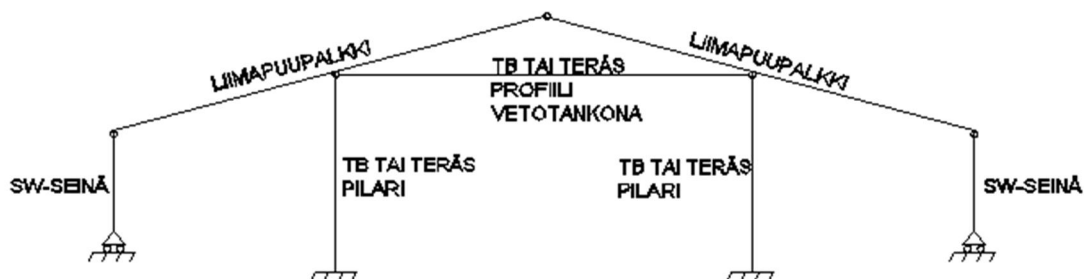 LIIMAPUUPALKKI
LIIMAPUUPALKKI
TB TAI TERÄS
PROFIILI
VETOTANKONA
SW-SEINÄ
TB TAI TERÄS
PILARI
TB TAI TERÄS
PILARI
SW-SEINÄ